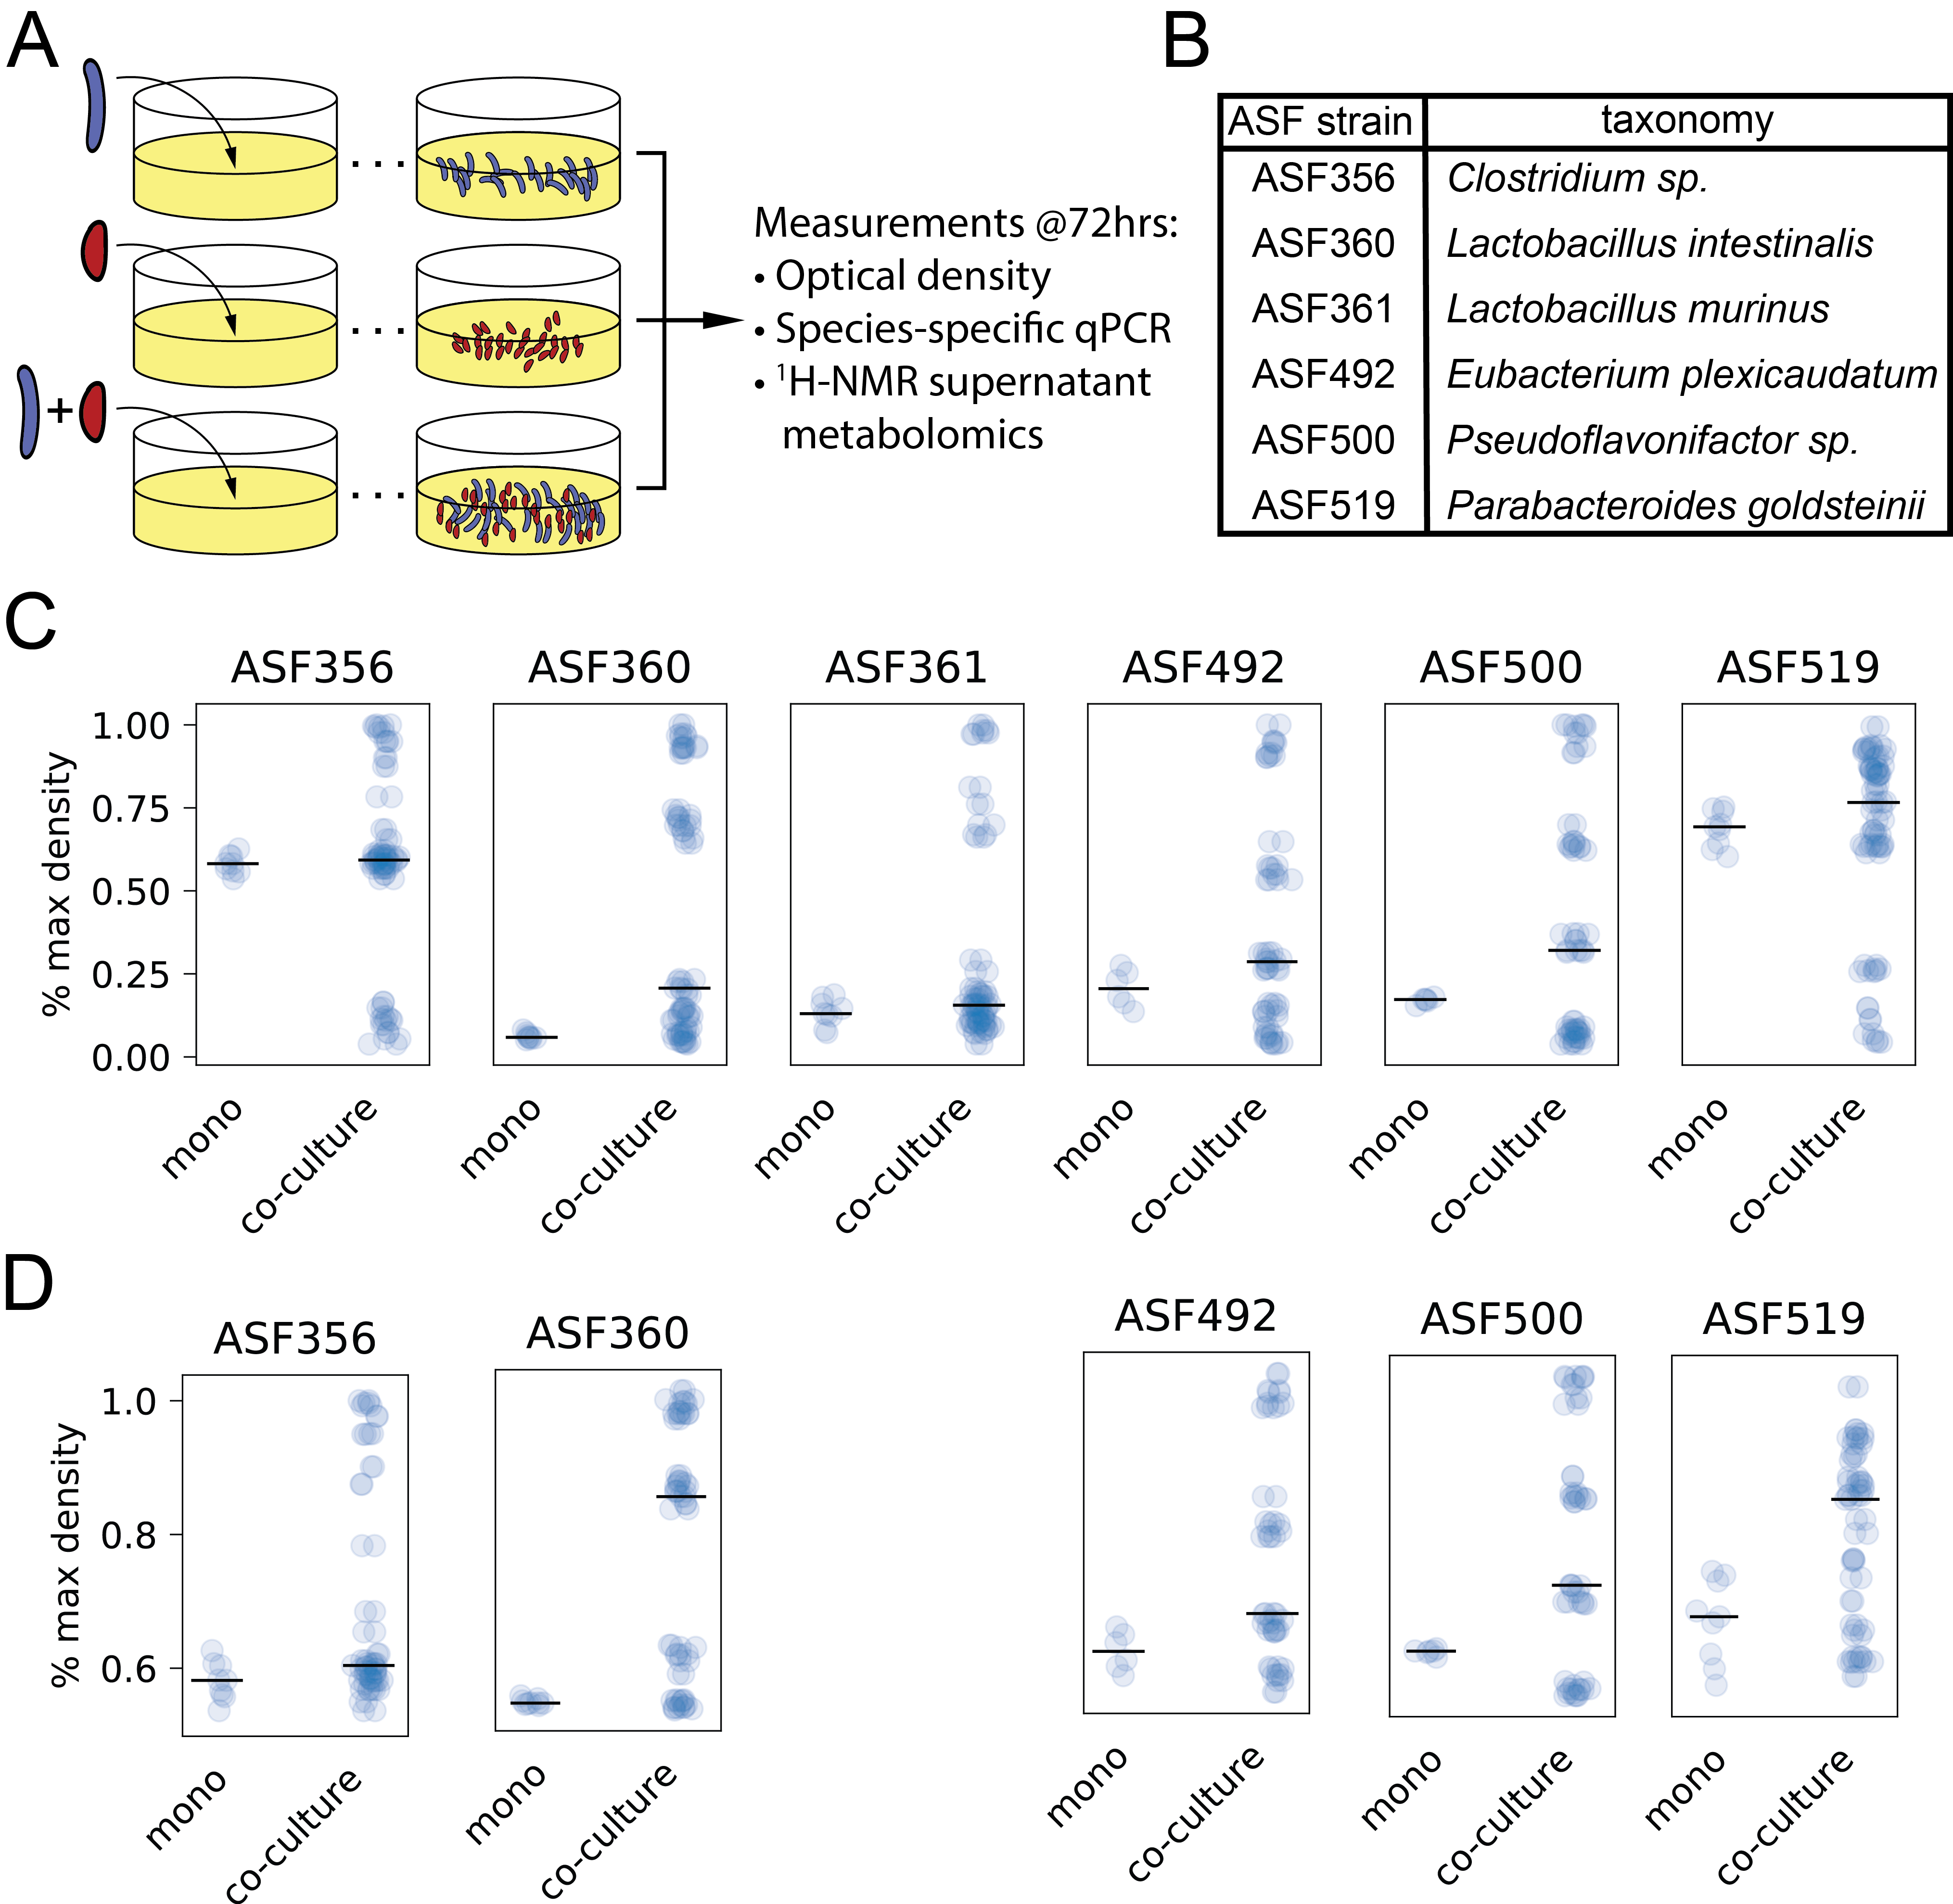 A
+
...
...
...
Measurements @72hrs:
• Optical density
• Species-specific qPCR
• ¹H-NMR supernatant
metabolomics
B
ASF strain taxonomy
ASF356 Clostridium sp.
ASF360 Lactobacillus intestinalis
ASF361 Lactobacillus murinus
ASF492 Eubacterium plexicaudatum
ASF500 Pseudoflavonifactor sp.
ASF519 Parabacteroides goldsteinii
C
ASF356 ASF360 ASF361 ASF492 ASF500 ASF519
% max density
1.00
0.75
0.50
0.25
0.00
mono co-culture mono co-culture mono co-culture mono co-culture mono co-culture mono co-culture
D
ASF356 ASF360 ASF492 ASF500 ASF519
% max density
1.0
0.8
0.6
mono co-culture mono co-culture mono co-culture mono co-culture mono co-culture